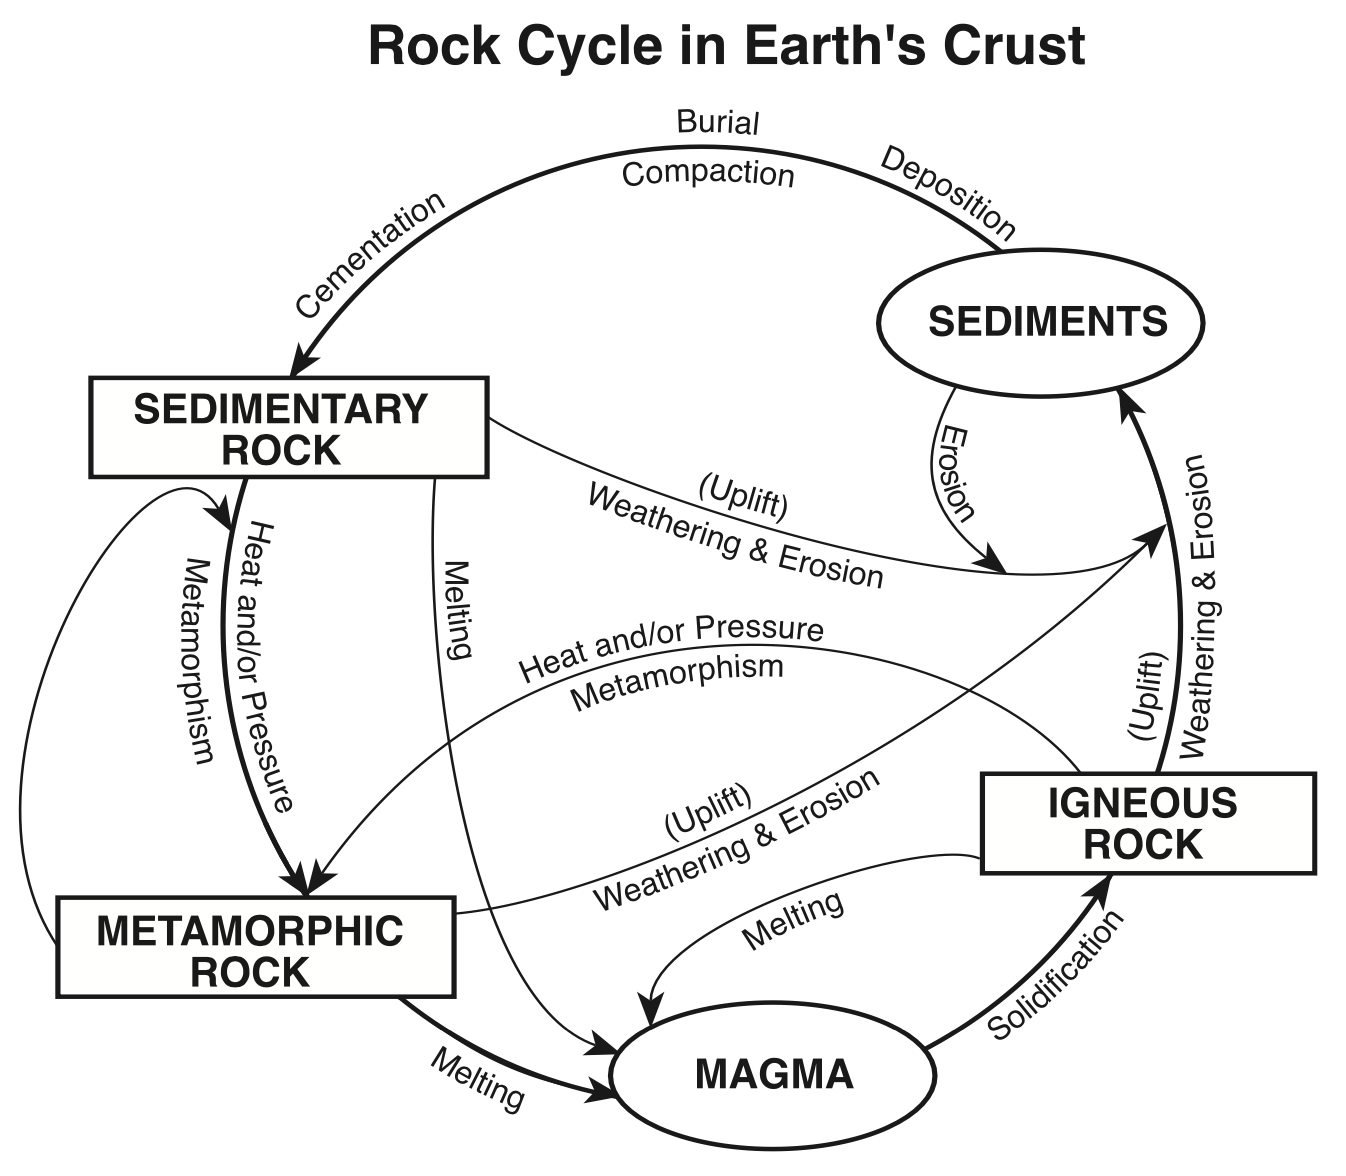 Rock Cycle in Earth's Crust
Burial
Compaction
Deposition
Cementation
SEDIMENTS
SEDIMENTARY
ROCK
Erosion
(Uplift)
Weathering & Erosion
Weathering & Erosion
(Uplift)
Heat and/or Pressure
Metamorphism
Melting
Heat and/or Pressure
Metamorphism
(Uplift)
Weathering & Erosion
IGNEOUS
ROCK
Melting
METAMORPHIC
ROCK
Solidification
Melting
MAGMA